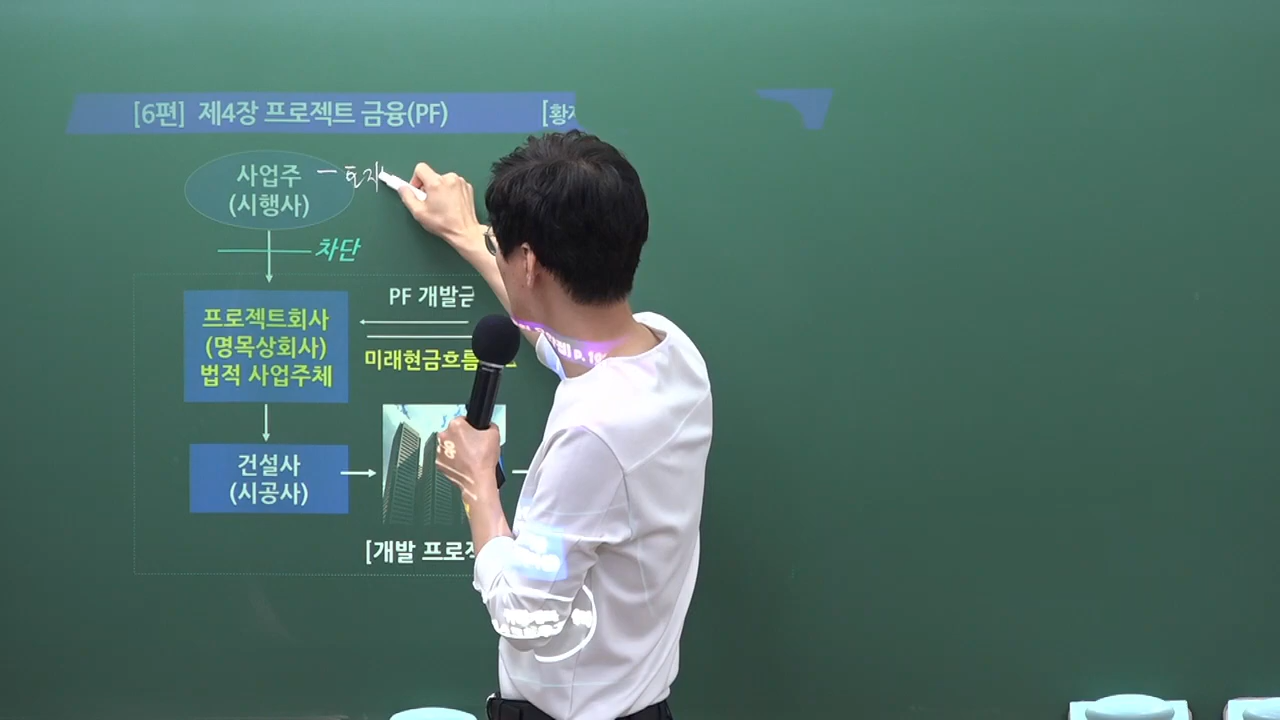 [6편] 제4장 프로젝트 금융(PF)
사업주
(시행사)
차단
PF 개발
프로젝트회사
(명목상회사)
법적 사업주체
미래현금흐름
건설사
(시공사)
[개발